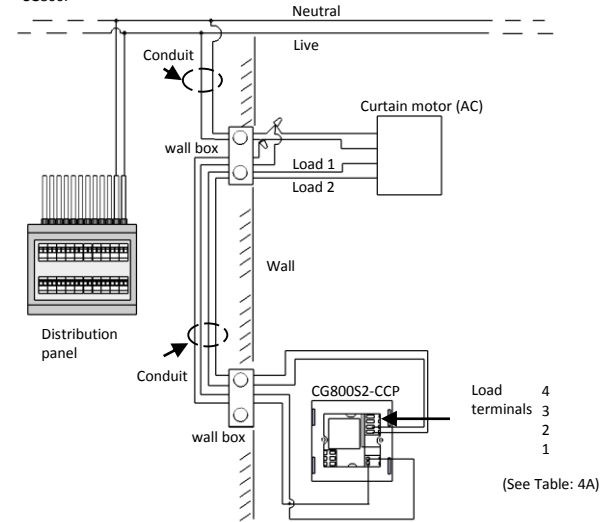 Neutral
Live
Conduit
Curtain motor (AC)
wall box
Load 1
Load 2
Wall
Distribution
panel
Conduit
CG800S2-CCP
Load 4
terminals 3
2
1
wall box
(See Table: 4A)